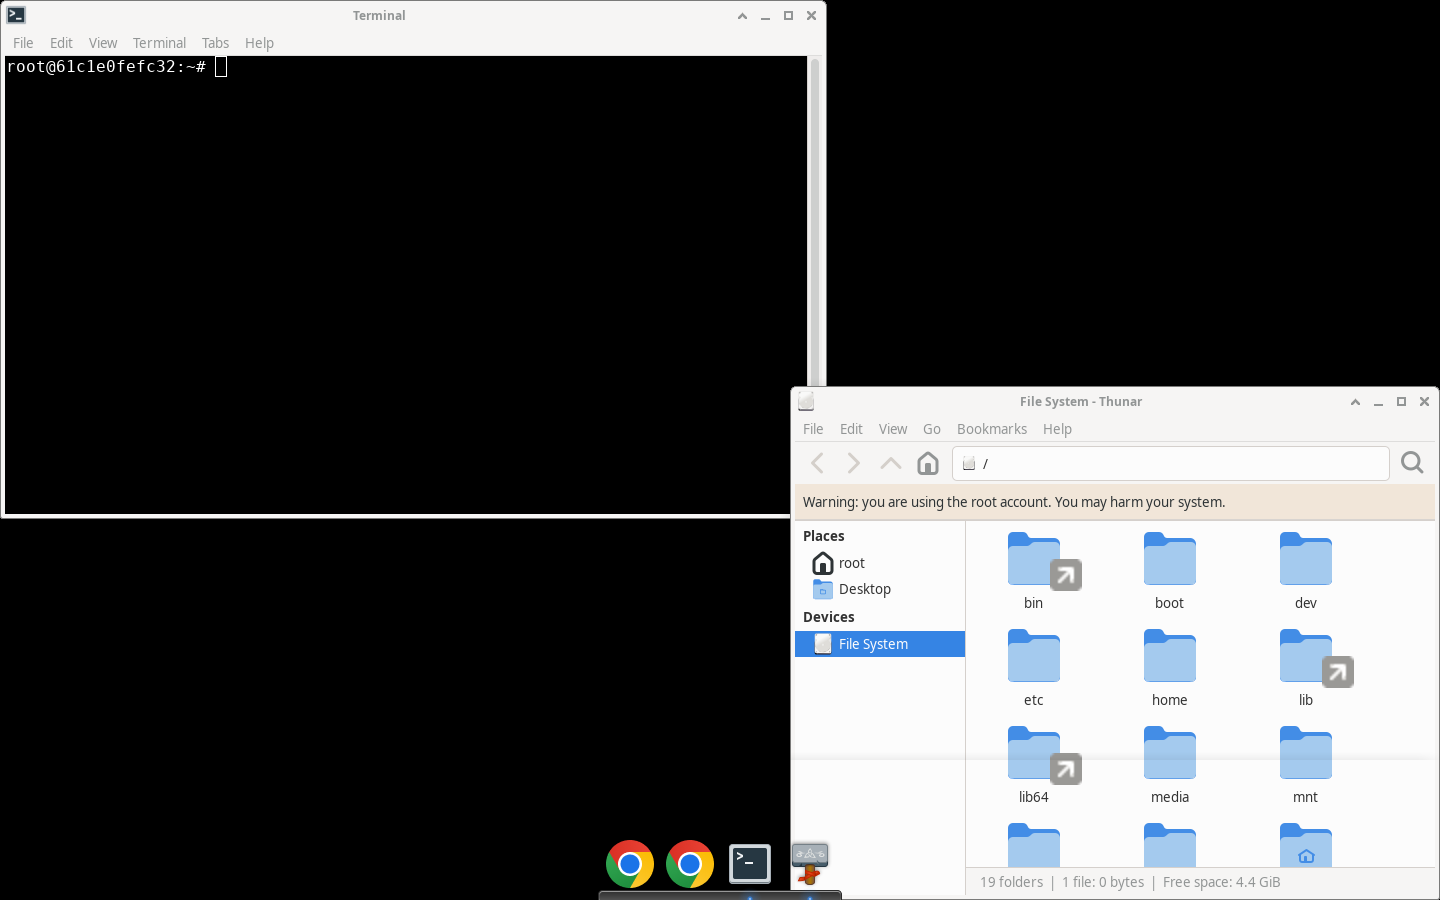 Terminal
File Edit View Terminal Tabs Help
root@61c1e0fefc32:~#
File System - Thunar
File Edit View Go Bookmarks Help
/
Warning: you are using the root account. You may harm your system.
Places
root
Desktop
Devices
File System
bin boot dev
etc home lib
lib64 media mnt
19 folders | 1 file: 0 bytes | Free space: 4.4 GiB